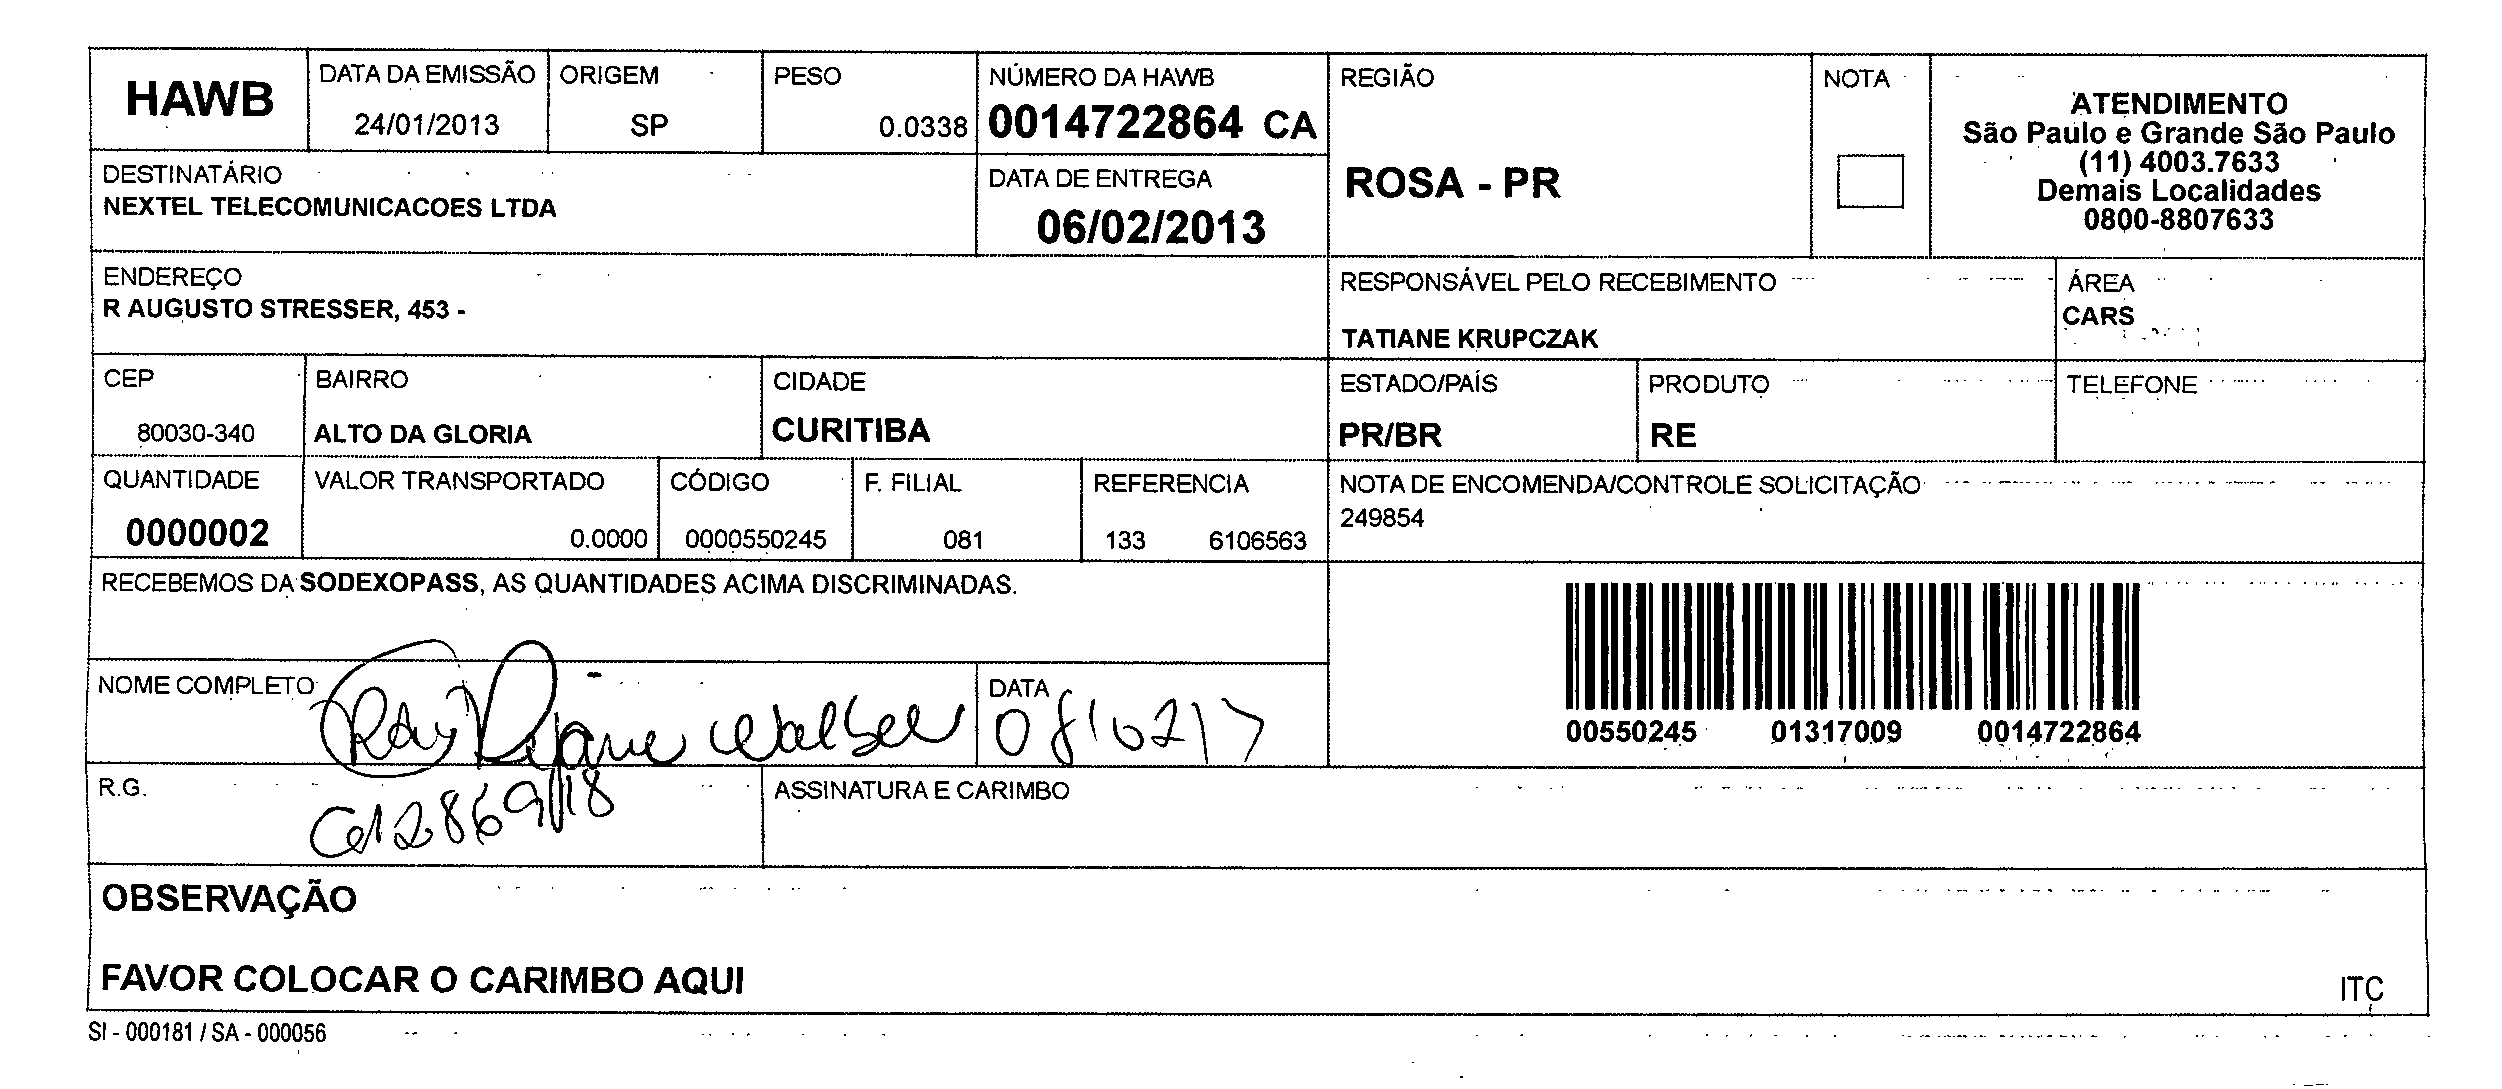 HAWB
DATA DA EMISSÃO
24/01/2013
ORIGEM
SP
PESO
0.0338
NÚMERO DA HAWB
0014722864 CA
REGIÃO
ROSA - PR
NOTA
ATENDIMENTO
São Paulo e Grande São Paulo
(11) 4003.7633
Demais Localidades
0800-8807633
DESTINATÁRIO
NEXTEL TELECOMUNICACOES LTDA
DATA DE ENTREGA
06/02/2013
ENDEREÇO
R AUGUSTO STRESSER, 453 -
RESPONSÁVEL PELO RECEBIMENTO
TATIANE KRUPCZAK
ÁREA
CARS
CEP
80030-340
BAIRRO
ALTO DA GLORIA
CIDADE
CURITIBA
ESTADO/PAÍS
PR/BR
PRODUTO
RE
TELEFONE
QUANTIDADE
0000002
VALOR TRANSPORTADO
0.0000
CÓDIGO
0000550245
F. FILIAL
081
REFERENCIA
133 6106563
NOTA DE ENCOMENDA/CONTROLE SOLICITAÇÃO
249854
RECEBEMOS DA SODEXOPASS, AS QUANTIDADES ACIMA DISCRIMINADAS.
00550245 01317009 0014722864
NOME COMPLETO
DATA
R.G.
ASSINATURA E CARIMBO
OBSERVAÇÃO
FAVOR COLOCAR O CARIMBO AQUI
ITC
SI - 000181 / SA - 000056